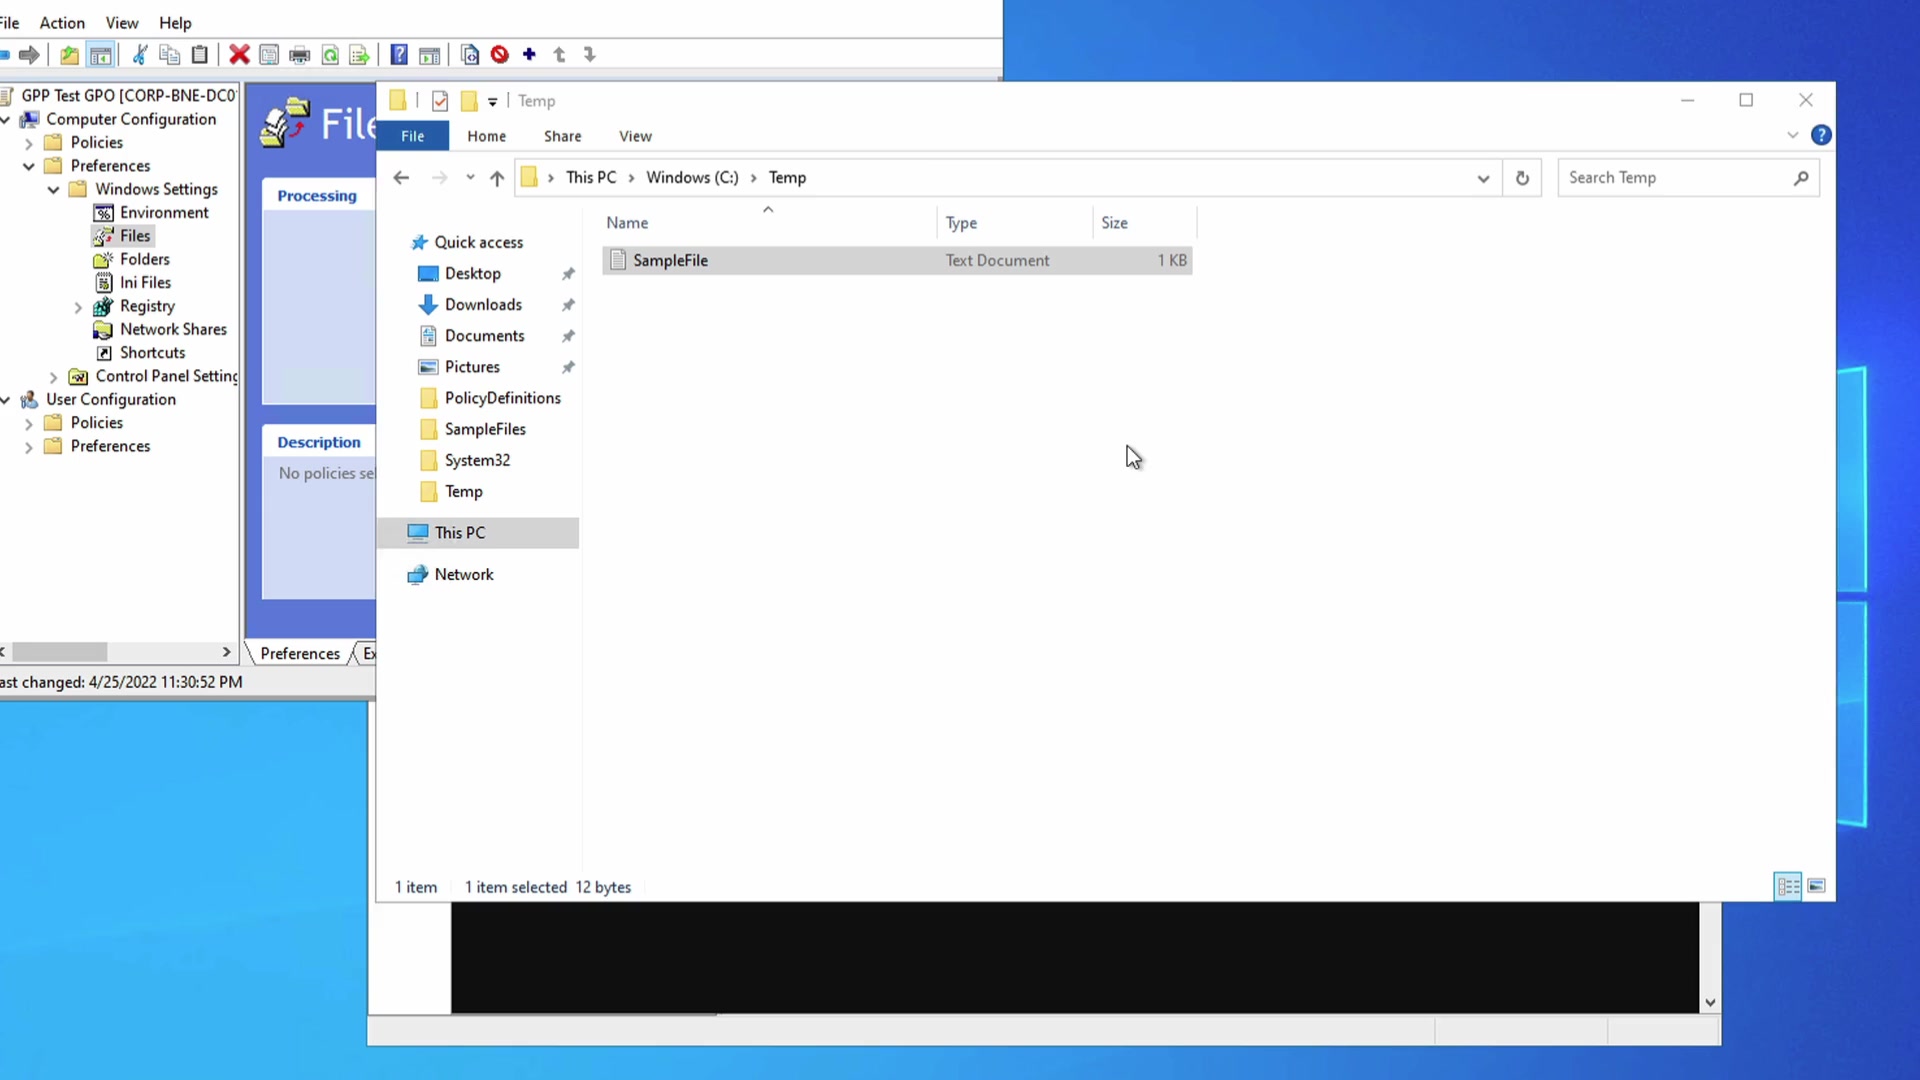 File Action View Help
GPP Test GPO [CORP-BNE-DC0
Computer Configuration
Policies
Preferences
Windows Settings
Environment
Files
Folders
Ini Files
Registry
Network Shares
Shortcuts
Control Panel Setting
User Configuration
Policies
Preferences
File
Processing
Description
No policies sel
Preferences Ex
ast changed: 4/25/2022 11:30:52 PM
Temp
File Home Share View
This PC Windows (C:) Temp
Search Temp
Name Type Size
SampleFile Text Document 1 KB
Quick access
Desktop
Downloads
Documents
Pictures
PolicyDefinitions
SampleFiles
System32
Temp
This PC
Network
1 item 1 item selected 12 bytes